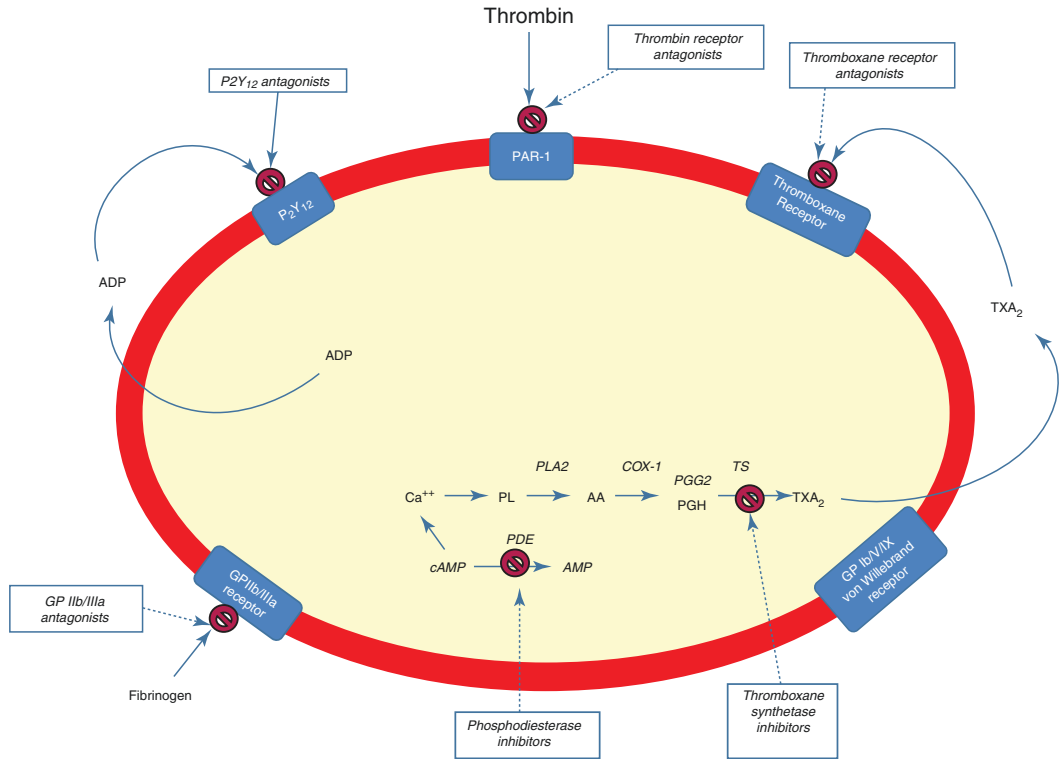 Thrombin
Thrombin receptor
antagonists
Thromboxane receptor
antagonists
P2Y₁₂ antagonists
PAR-1
P₂Y₁₂
Thromboxane
Receptor
ADP
TXA₂
ADP
PLA2
COX-1
TS
PGG2
Ca⁺⁺
PL
AA
PGH
TXA₂
PDE
cAMP
AMP
GPIIb/IIIa
receptor
GP Ib/V/IX
von Willebrand
receptor
GP IIb/IIIa
antagonists
Fibrinogen
Phosphodiesterase
inhibitors
Thromboxane
synthetase
inhibitors